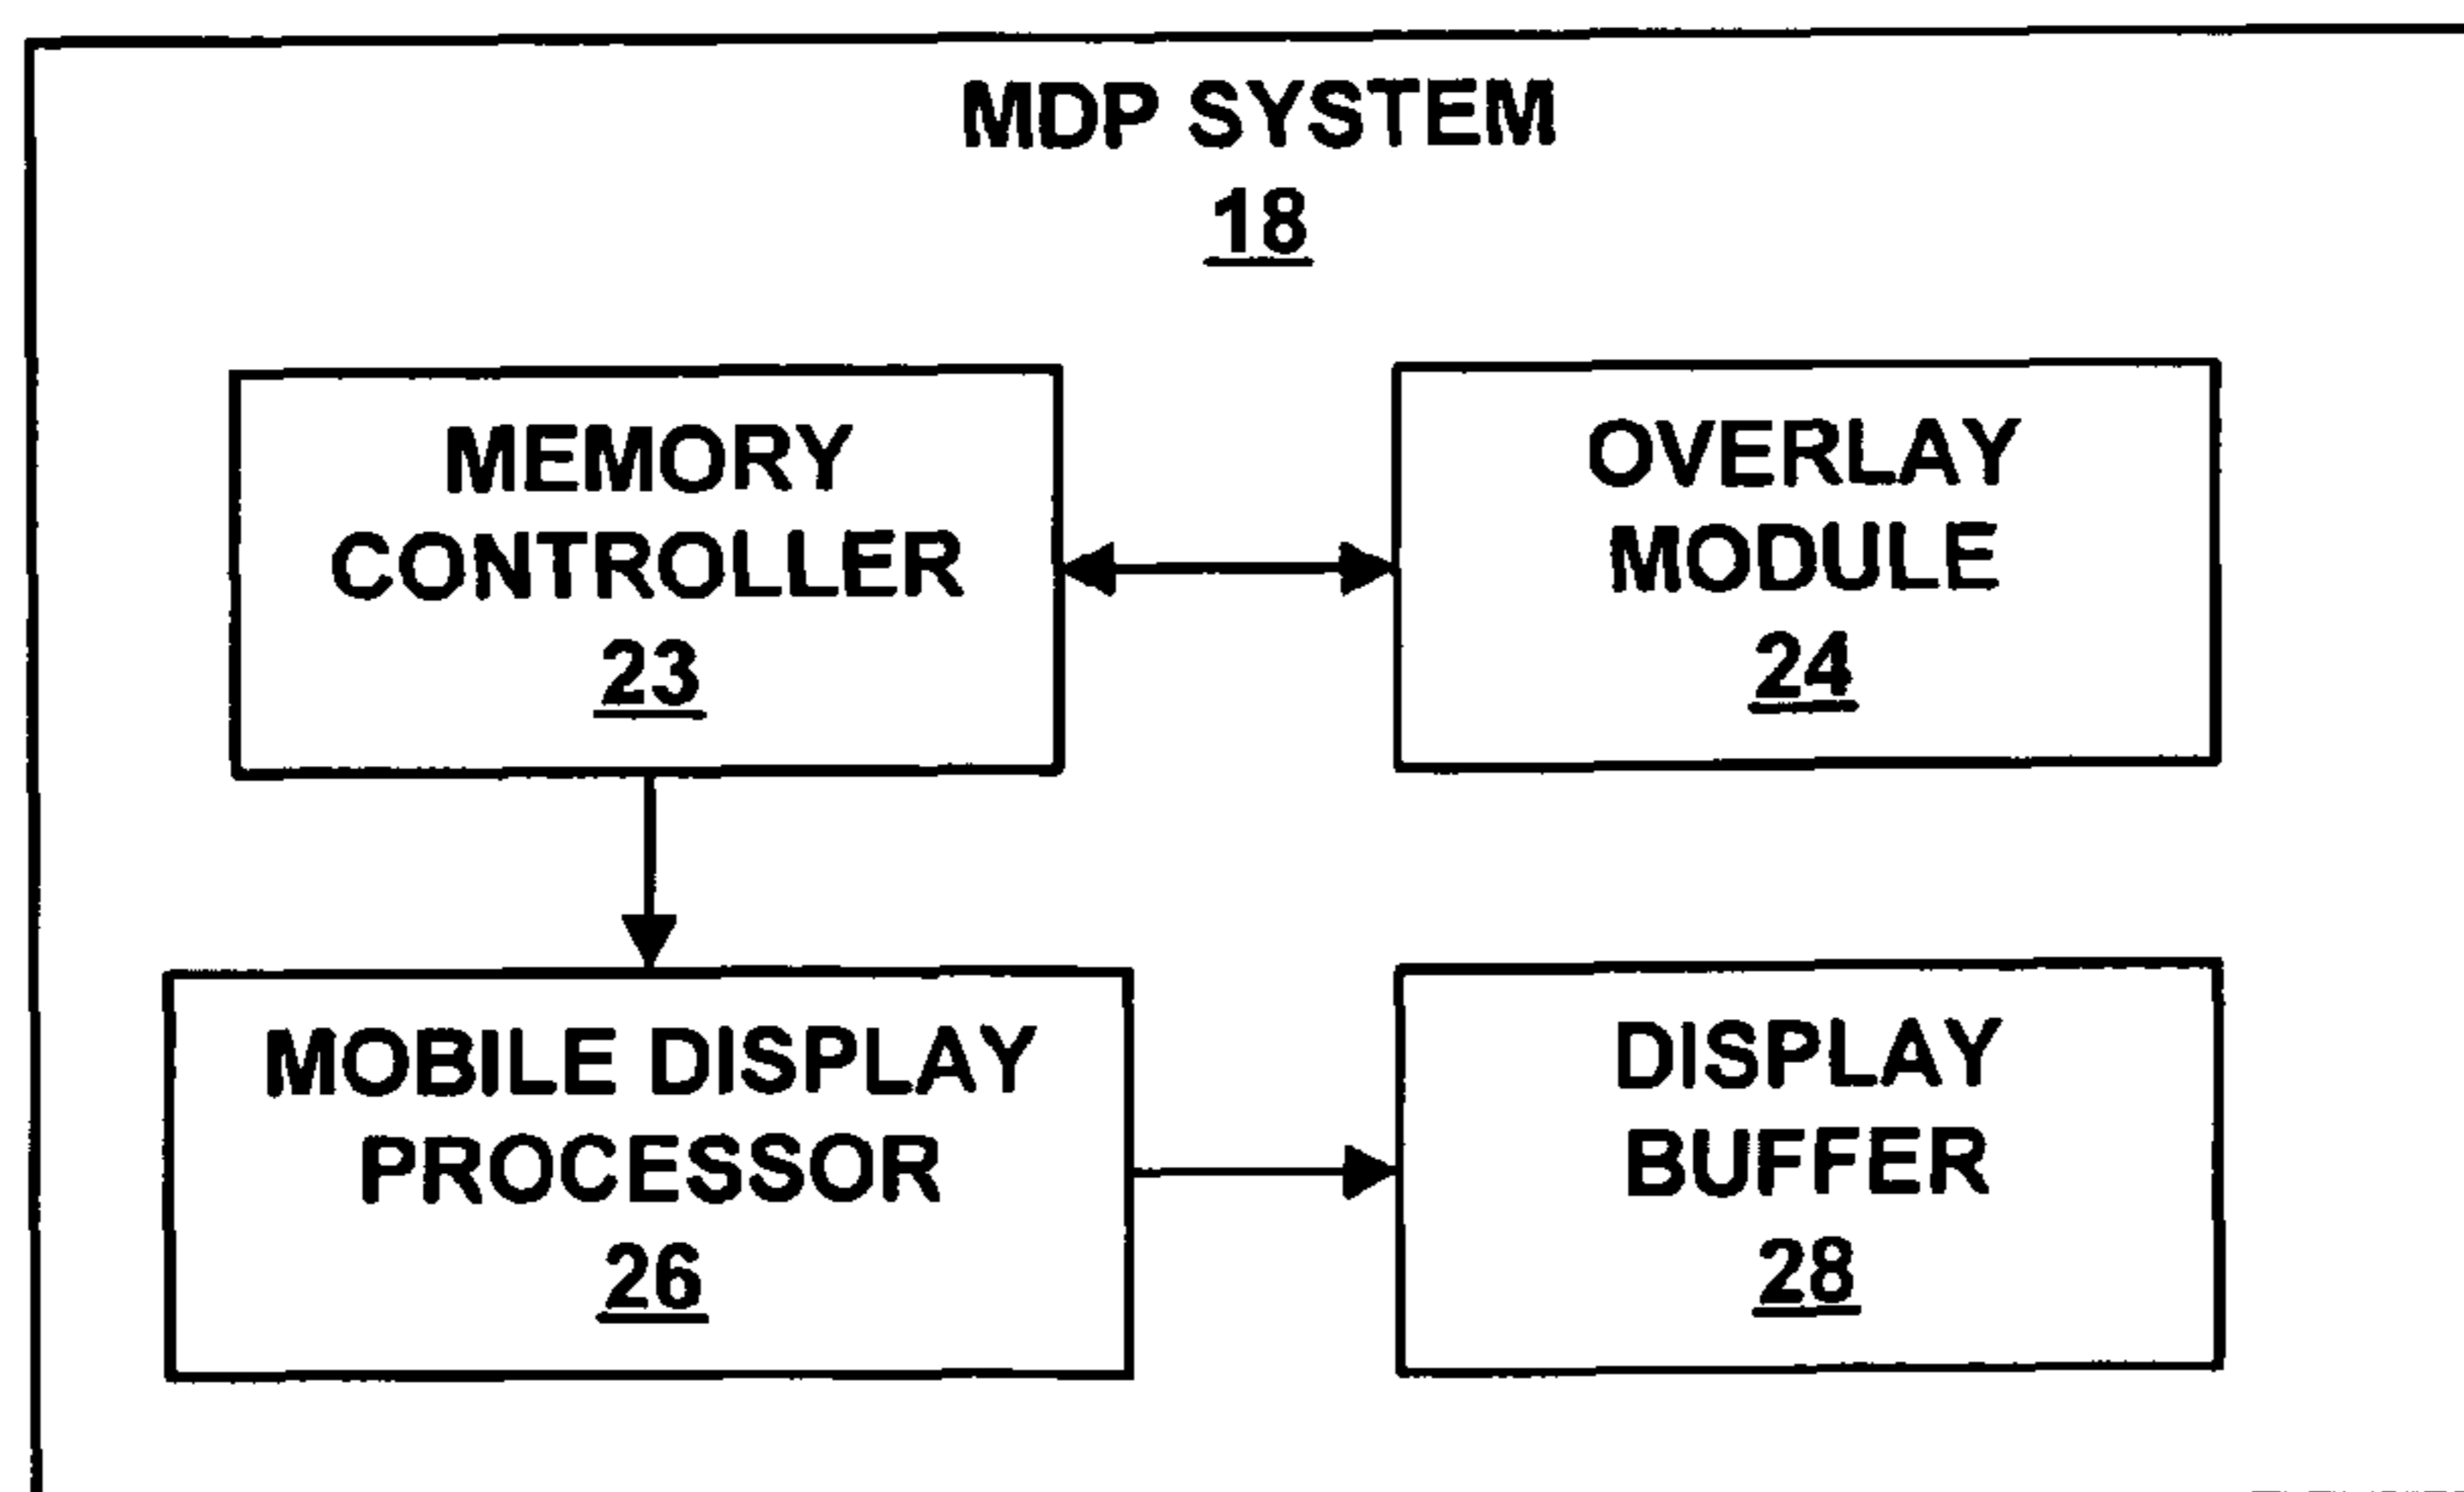 MDP SYSTEM
18
MEMORY
CONTROLLER
23
OVERLAY
MODULE
24
MOBILE DISPLAY
PROCESSOR
26
DISPLAY
BUFFER
28